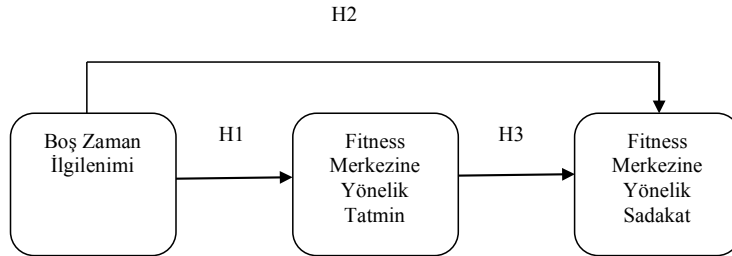 H2
Boş Zaman
İlgilenimi
H1
Fitness
Merkezine
Yönelik
Tatmin
H3
Fitness
Merkezine
Yönelik
Sadakat